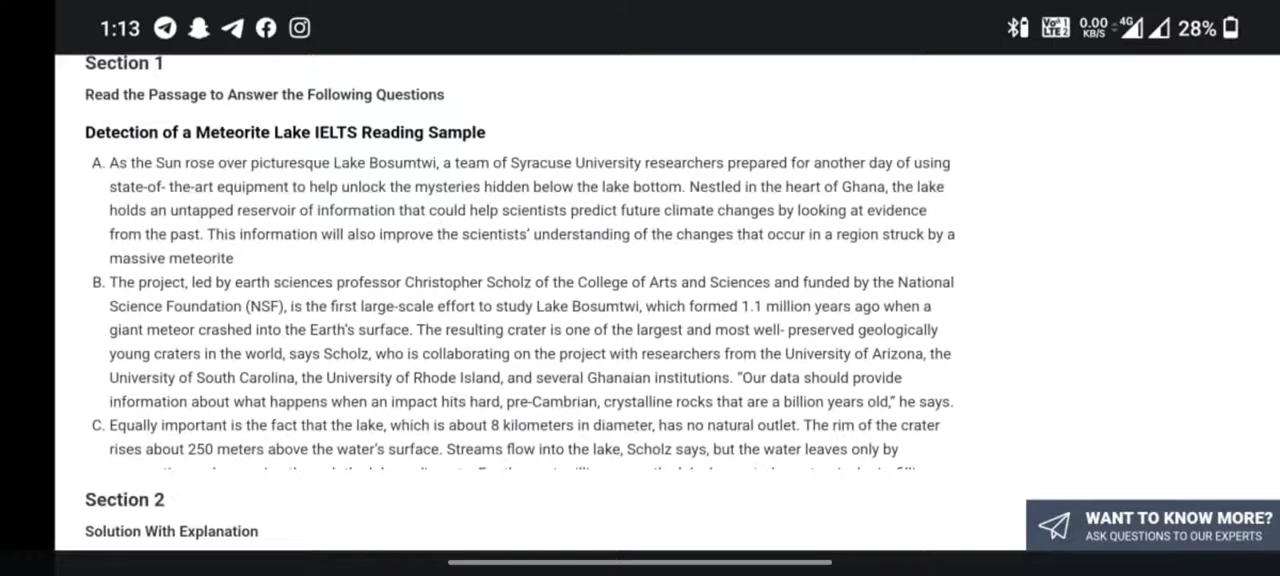 1:13
Vo) 1 LTE 2 0.00 KB/S 4G 28%
Section 1
Read the Passage to Answer the Following Questions
Detection of a Meteorite Lake IELTS Reading Sample
A. As the Sun rose over picturesque Lake Bosumtwi, a team of Syracuse University researchers prepared for another day of using
state-of- the-art equipment to help unlock the mysteries hidden below the lake bottom. Nestled in the heart of Ghana, the lake
holds an untapped reservoir of information that could help scientists predict future climate changes by looking at evidence
from the past. This information will also improve the scientists' understanding of the changes that occur in a region struck by a
massive meteorite
B. The project, led by earth sciences professor Christopher Scholz of the College of Arts and Sciences and funded by the National
Science Foundation (NSF), is the first large-scale effort to study Lake Bosumtwi, which formed 1.1 million years ago when a
giant meteor crashed into the Earth's surface. The resulting crater is one of the largest and most well- preserved geologically
young craters in the world, says Scholz, who is collaborating on the project with researchers from the University of Arizona, the
University of South Carolina, the University of Rhode Island, and several Ghanaian institutions. "Our data should provide
information about what happens when an impact hits hard, pre-Cambrian, crystalline rocks that are a billion years old," he says.
C. Equally important is the fact that the lake, which is about 8 kilometers in diameter, has no natural outlet. The rim of the crater
rises about 250 meters above the water's surface. Streams flow into the lake, Scholz says, but the water leaves only by
Section 2
Solution With Explanation
WANT TO KNOW MORE?
ASK QUESTIONS TO OUR EXPERTS